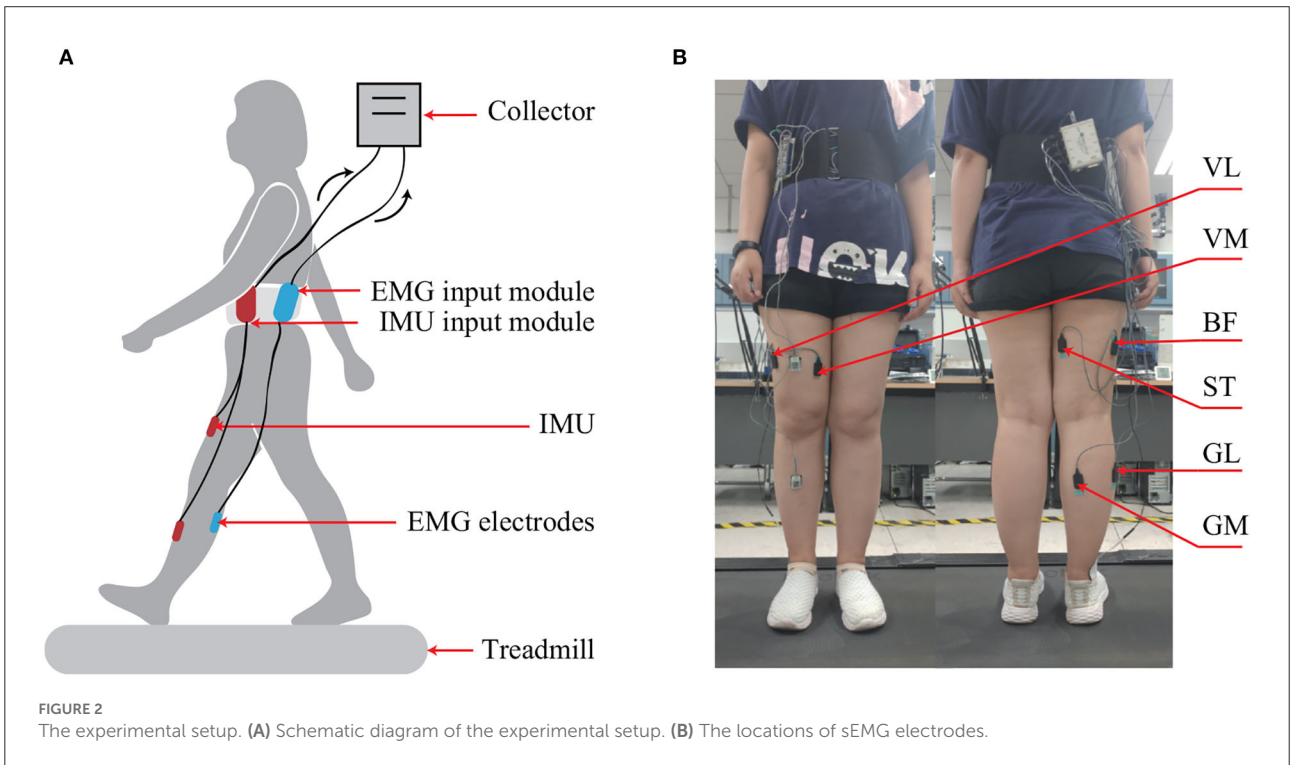 A
Collector
EMG input module
IMU input module
IMU
EMG electrodes
Treadmill
B
VL
VM
BF
ST
GL
GM
FIGURE 2
The experimental setup. (A) Schematic diagram of the experimental setup. (B) The locations of sEMG electrodes.